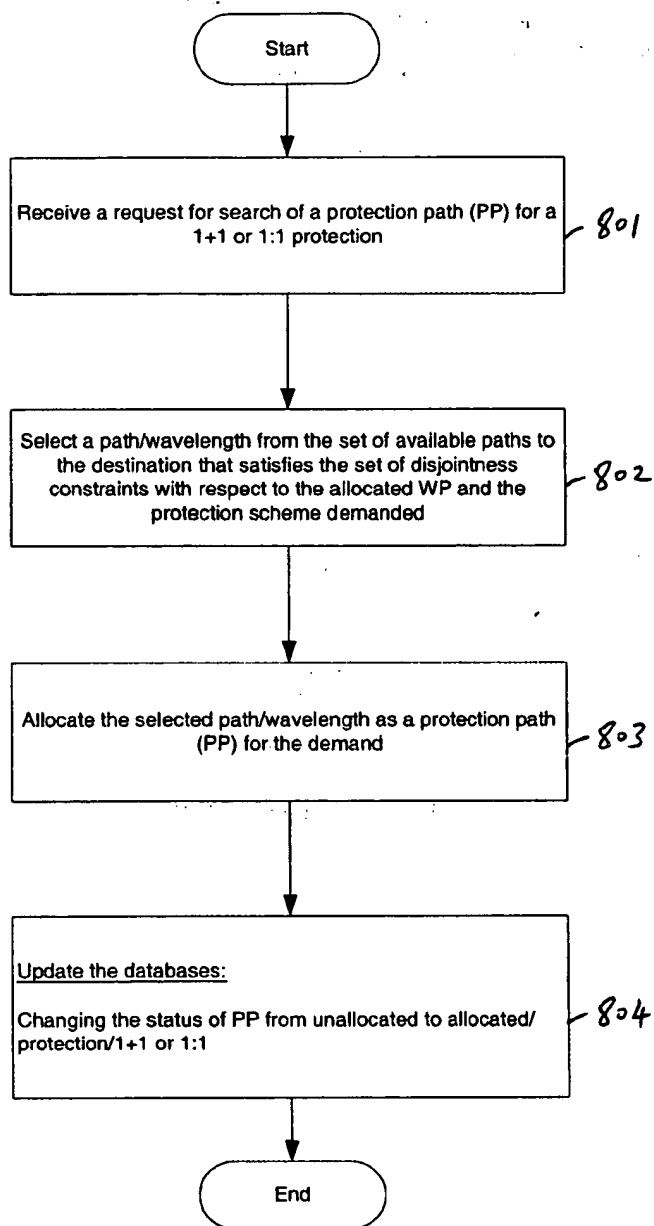 Start
Receive a request for search of a protection path (PP) for a
1+1 or 1:1 protection
801
Select a path/wavelength from the set of available paths to
the destination that satisfies the set of disjointness
constraints with respect to the allocated WP and the
protection scheme demanded
802
Allocate the selected path/wavelength as a protection path
(PP) for the demand
803
Update the databases:
Changing the status of PP from unallocated to allocated/
protection/1+1 or 1:1
804
End